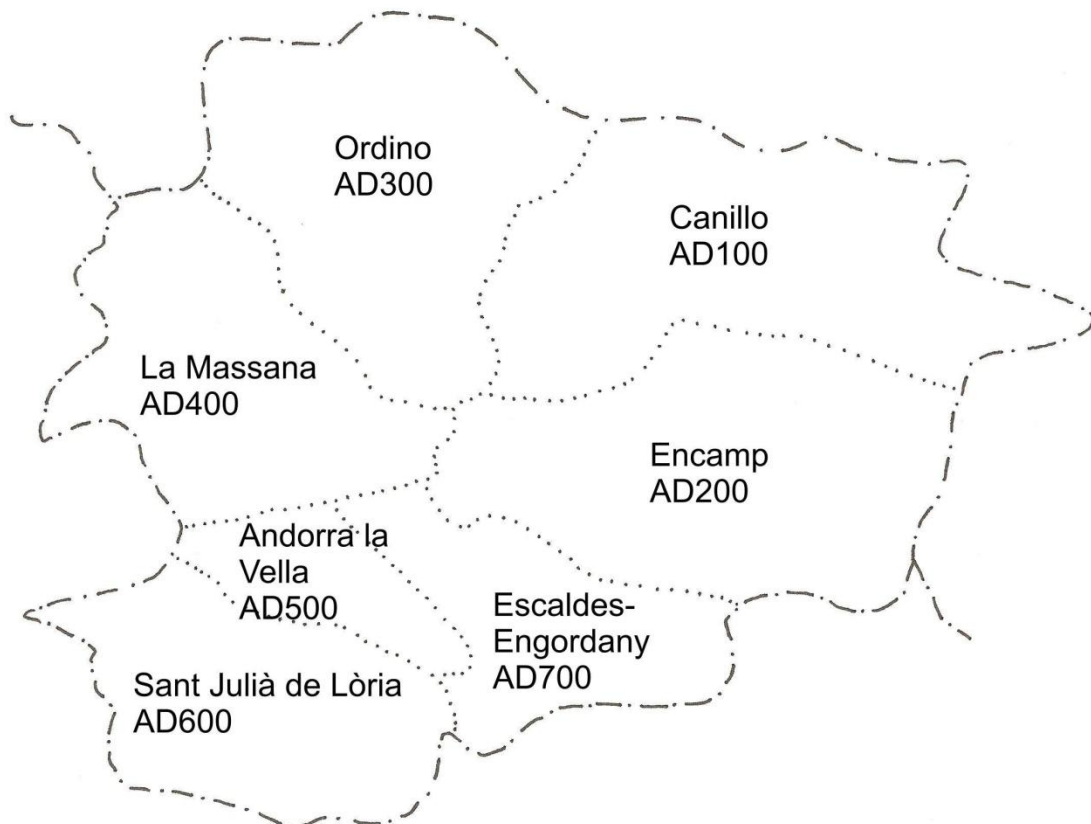 Ordino
AD300
Canillo
AD100
La Massana
AD400
Encamp
AD200
Andorra la
Vella
AD500
Escaldes-
Engordany
AD700
Sant Julià de Lòria
AD600